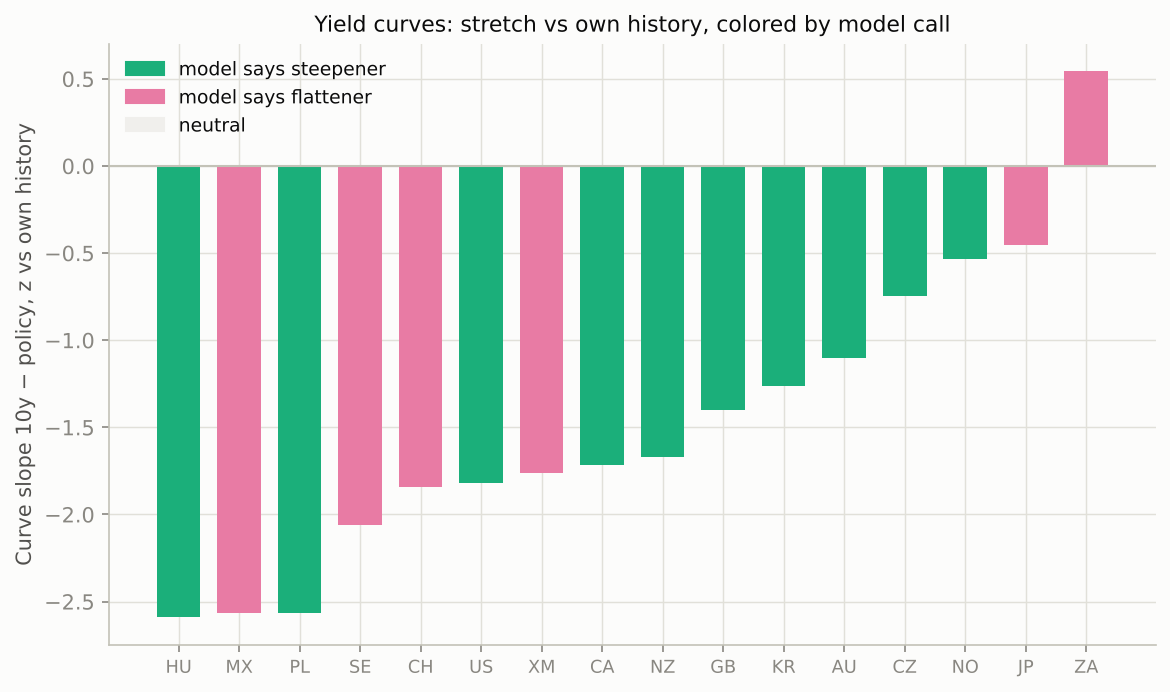 Yield curves: stretch vs own history, colored by model call
model says steepener
model says flattener
neutral
Curve slope 10y − policy, z vs own history
0.5
0.0
−0.5
−1.0
−1.5
−2.0
−2.5
HU MX PL SE CH US XM CA NZ GB KR AU CZ NO JP ZA